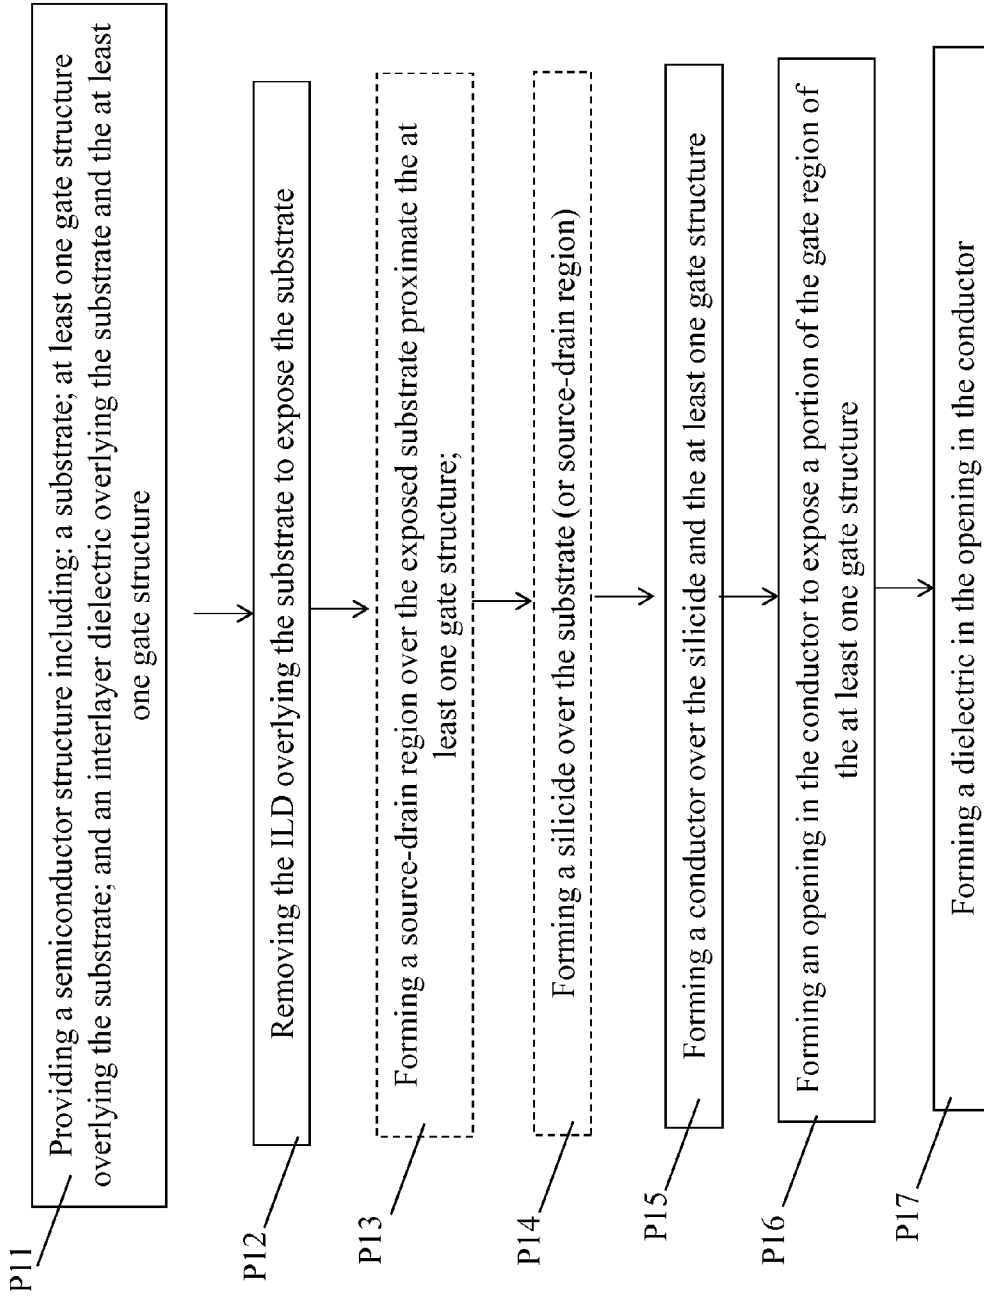 P11
Providing a semiconductor structure including: a substrate; at least one gate structure
overlying the substrate; and an interlayer dielectric overlying the substrate and the at least
one gate structure
P12
Removing the ILD overlying the substrate to expose the substrate
P13
Forming a source-drain region over the exposed substrate proximate the at
least one gate structure;
P14
Forming a silicide over the substrate (or source-drain region)
P15
Forming a conductor over the silicide and the at least one gate structure
P16
Forming an opening in the conductor to expose a portion of the gate region of
the at least one gate structure
P17
Forming a dielectric in the opening in the conductor